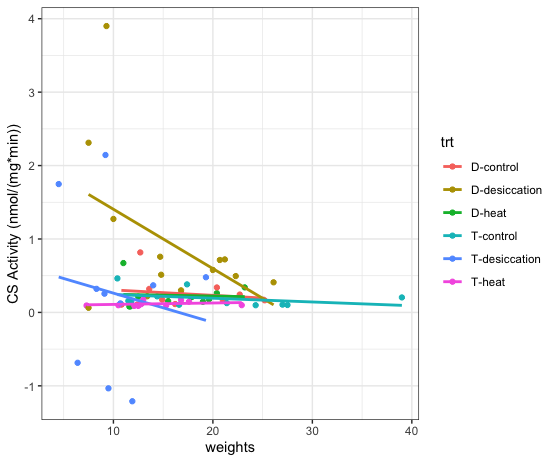 CS Activity (nmol/(mg*min))
4
3
2
1
0
-1
10
20
30
40
weights
trt
D-control
D-desiccation
D-heat
T-control
T-desiccation
T-heat